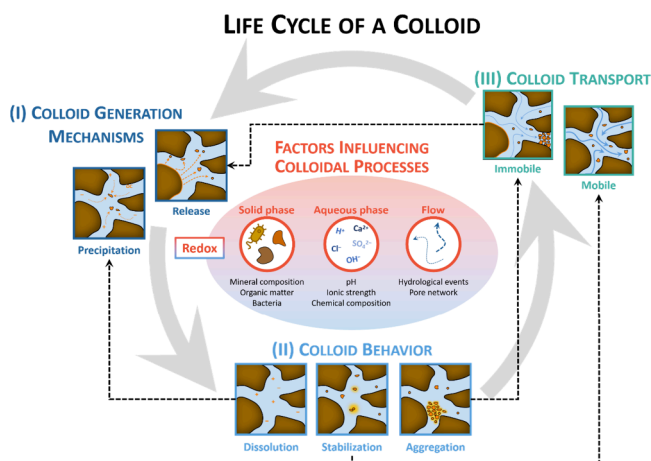 LIFE CYCLE OF A COLLOID
(III) COLLOID TRANSPORT
Immobile
Mobile
(I) COLLOID GENERATION
MECHANISMS
Release
Precipitation
FACTORS INFLUENCING
COLLOIDAL PROCESSES
Redox
Solid phase
Aqueous phase
Flow
H⁺
Ca²⁺
Cl⁻
SO₄²⁻
OH⁻
Mineral composition
Organic matter
Bacteria
pH
Ionic strength
Chemical composition
Hydrological events
Pore network
(II) COLLOID BEHAVIOR
Dissolution
Stabilization
Aggregation